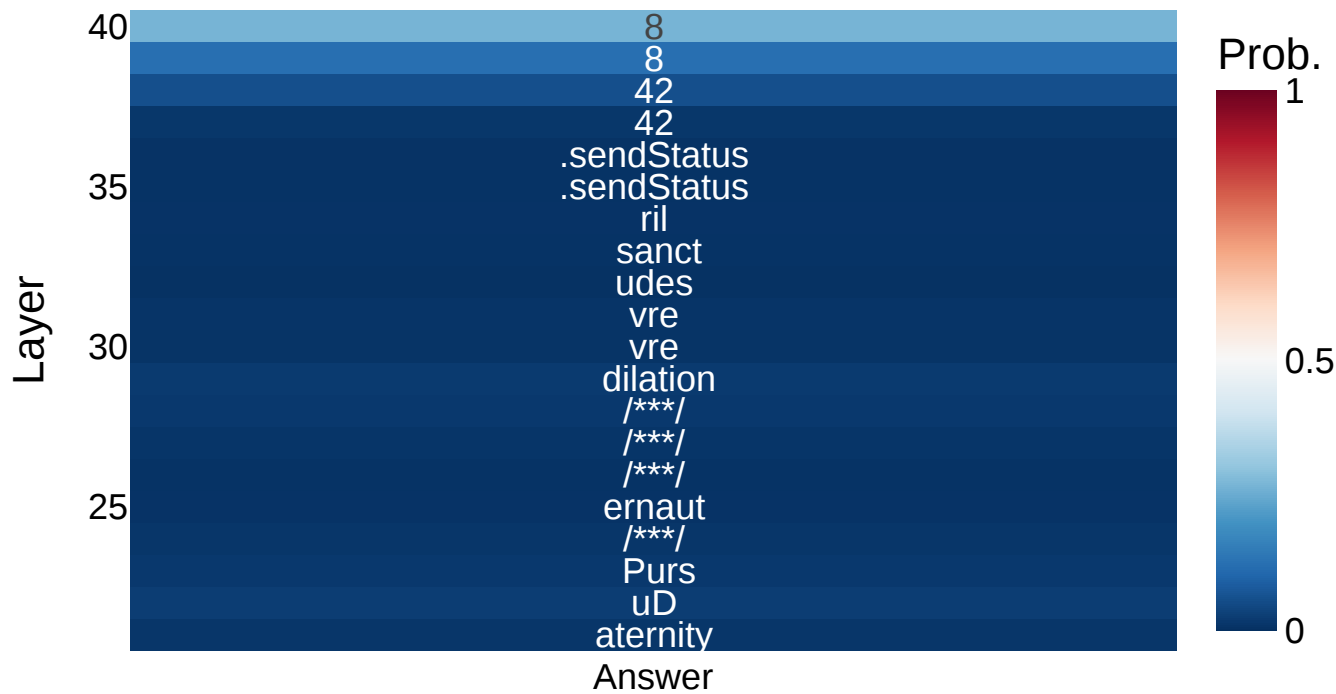 40
8
Prob.
8
1
42
42
.sendStatus
35
.sendStatus
ril
sanct
udes
Layer
vre
30
vre
0.5
dilation
/***/
/***/
/***/
25
ernaut
/***/
Purs
uD
aternity
0
Answer